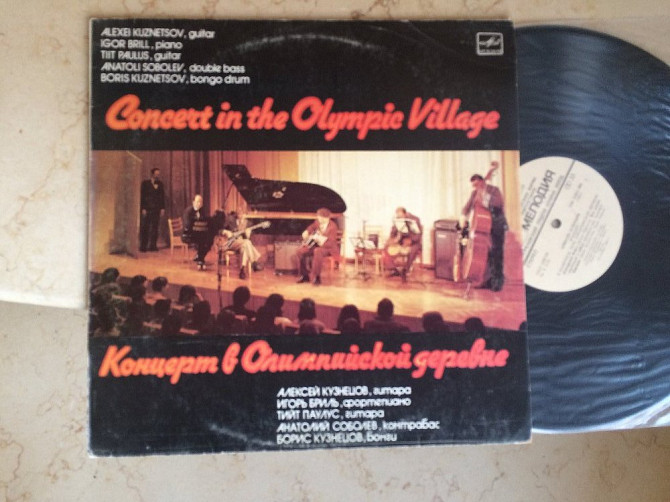 ALEXEI KUZNETSOV, guitar
IGOR BRILL, piano
TIIT PAULUS, guitar
ANATOLI SOBOLEV, double bass
BORIS KUZNETSOV, bongo drum
Concert in the Olympic Village
Концерт в Олимпийской деревне
АЛЕКСЕЙ КУЗНЕЦОВ, гитара
ИГОРЬ БРИЛЬ, фортепиано
ТИЙТ ПАУЛУС, гитара
АНАТОЛИЙ СОБОЛЕВ, контрабас
БОРИС КУЗНЕЦОВ, бонги
МЕЛОДИЯ